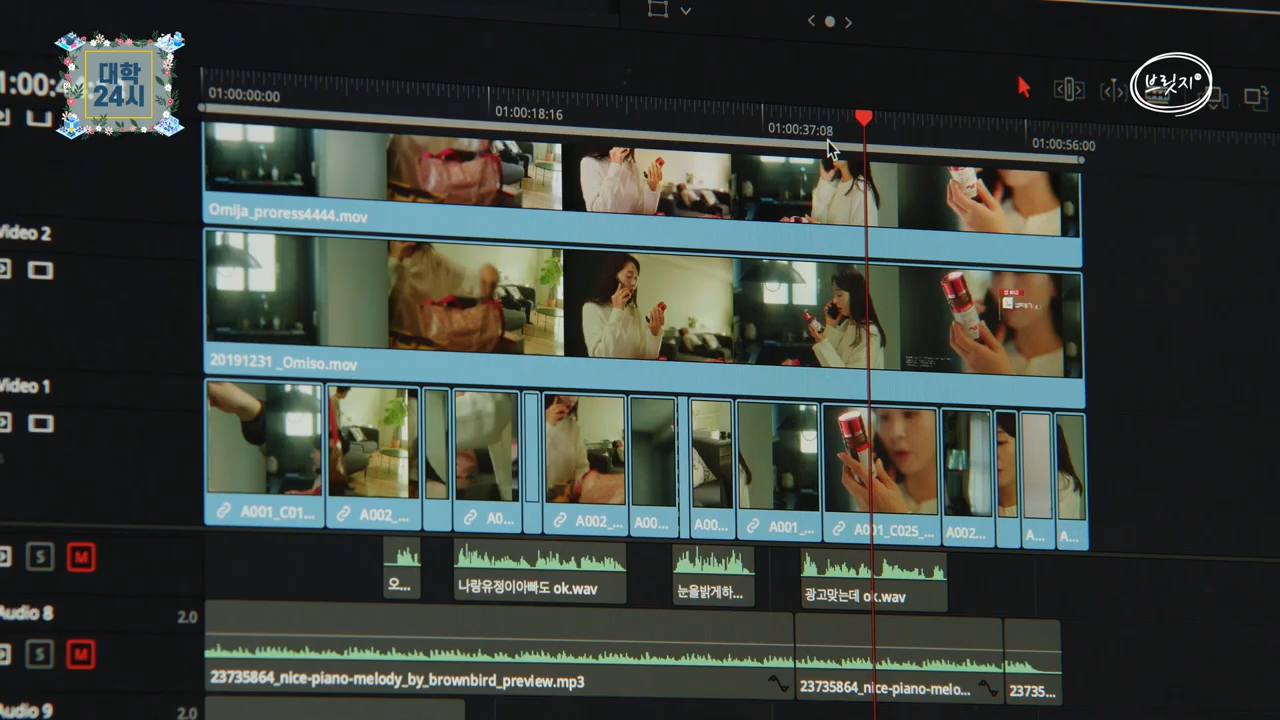 대학
24시
브릿지
01:00:00:00
01:00:18:16
01:00:37:08
01:00:56:00
Omija_proress4444.mov
Video 2
20191231_Omiso.mov
Video 1
A001_C01...
A002_...
A0...
A002_...
A00...
A00...
A001_...
A001_C025_...
A002...
A...
A...
S M
오...
나랑유정이아빠도 ok.wav
눈을밝게하...
광고맞는데 ok.wav
Audio 8
2.0
S M
23735864_nice-piano-melody_by_brownbird_preview.mp3
23735864_nice-piano-melo...
23735...
Audio 9
2.0